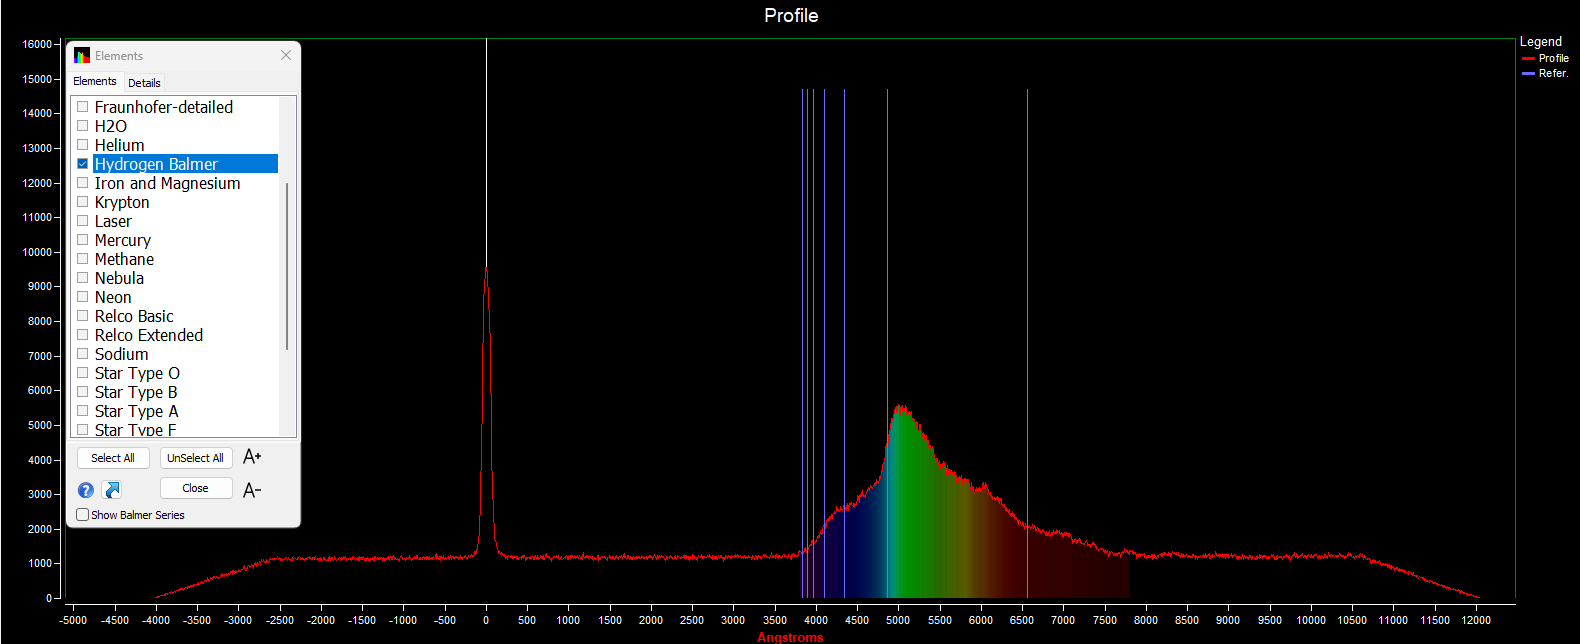 Profile
Legend
Profile
Refer.
16000
15000
14000
13000
12000
11000
10000
9000
8000
7000
6000
5000
4000
3000
2000
1000
0
Elements
Elements Details
Fraunhofer-detailed
H2O
Helium
Hydrogen Balmer
Iron and Magnesium
Krypton
Laser
Mercury
Methane
Nebula
Neon
Relco Basic
Relco Extended
Sodium
Star Type O
Star Type B
Star Type A
Star Type F
Select All UnSelect All A+
? Close A-
Show Balmer Series
-5000 -4500 -4000 -3500 -3000 -2500 -2000 -1500 -1000 -500 0 500 1000 1500 2000 2500 3000 3500 4000 4500 5000 5500 6000 6500 7000 7500 8000 8500 9000 9500 10000 10500 11000 11500 12000
Angstroms